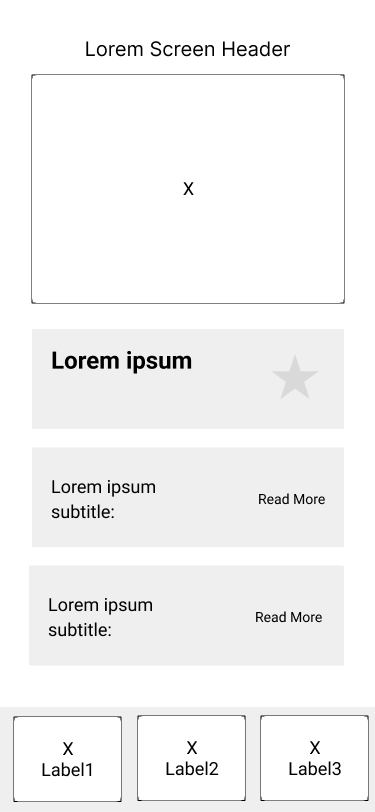 Lorem Screen Header
X
Lorem ipsum
Lorem ipsum
subtitle:
Read More
Lorem ipsum
subtitle:
Read More
X
Label1
X
Label2
X
Label3